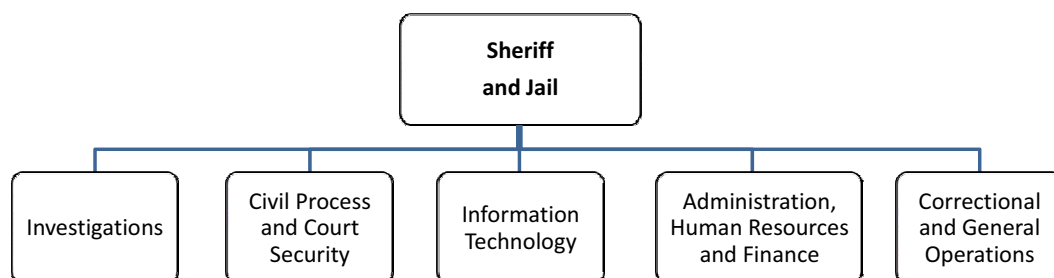 Sheriff
and Jail
Investigations
Civil Process
and Court
Security
Information
Technology
Administration,
Human Resources
and Finance
Correctional
and General
Operations